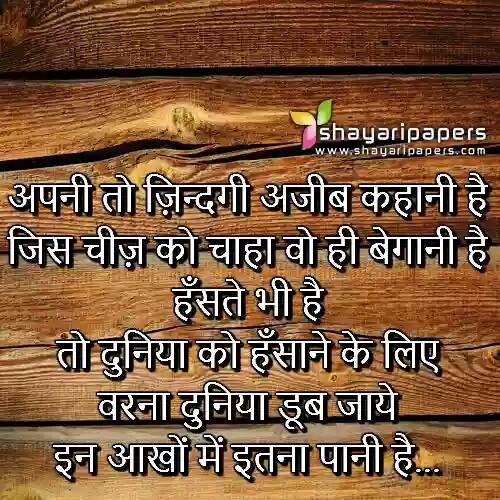 shayaripapers
www.shayaripapers.com
अपनी तो ज़िन्दगी अजीब कहानी है
जिस चीज़ को चाहा वो ही बेगानी है
हँसते भी है
तो दुनिया को हँसाने के लिए
वरना दुनिया डूब जाये
इन आखों में इतना पानी है...